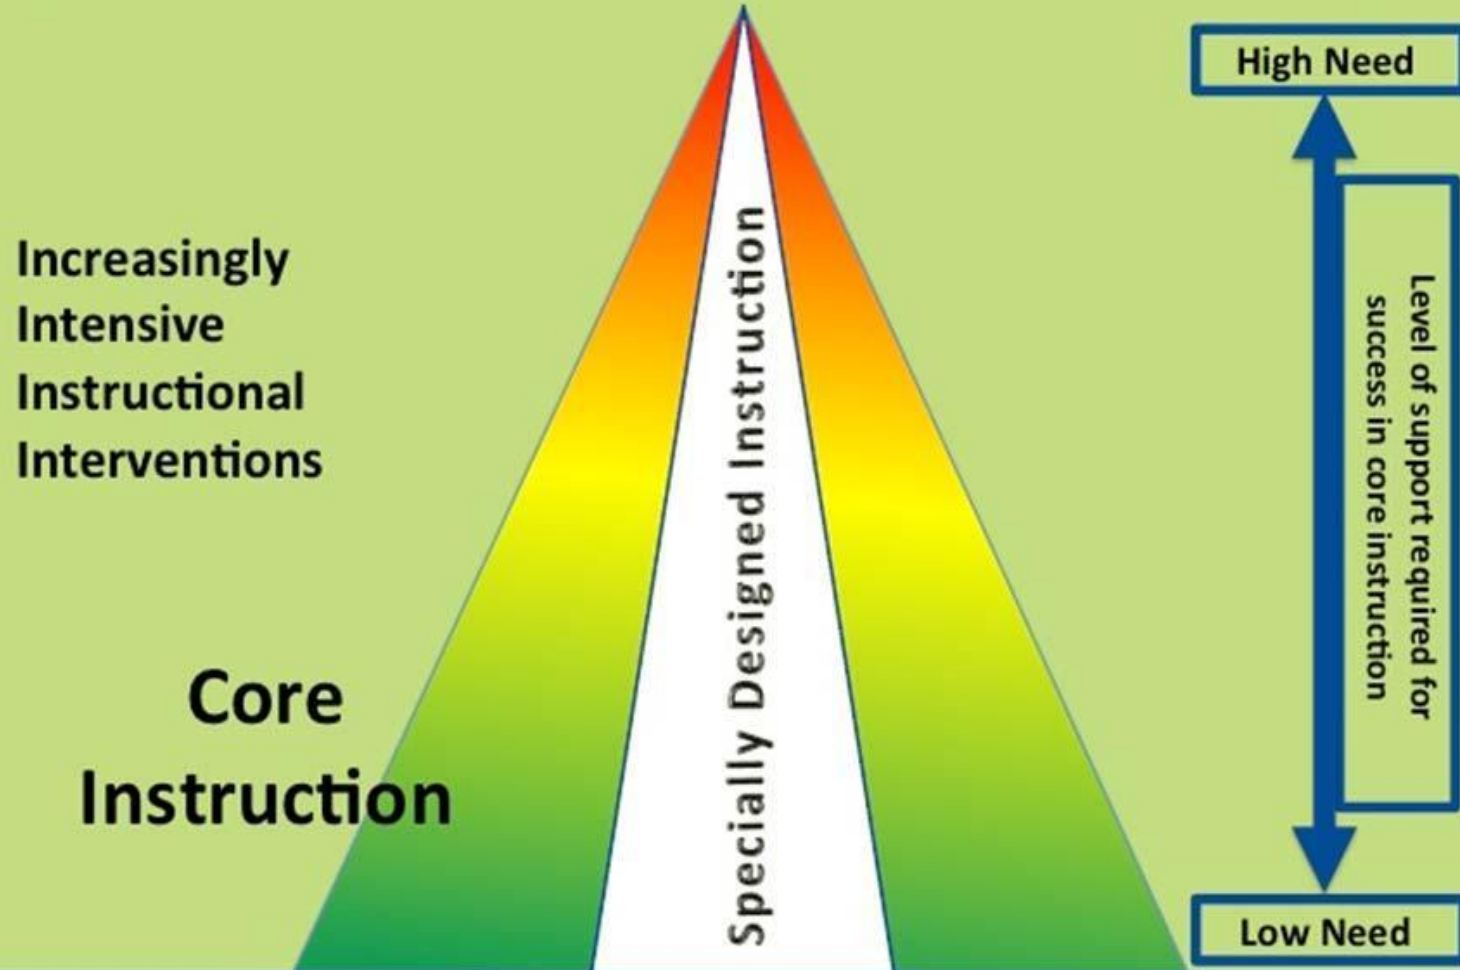 Increasingly
Intensive
Instructional
Interventions
Core
Instruction
Specially Designed Instruction
High Need
Level of support required for
success in core instruction
Low Need